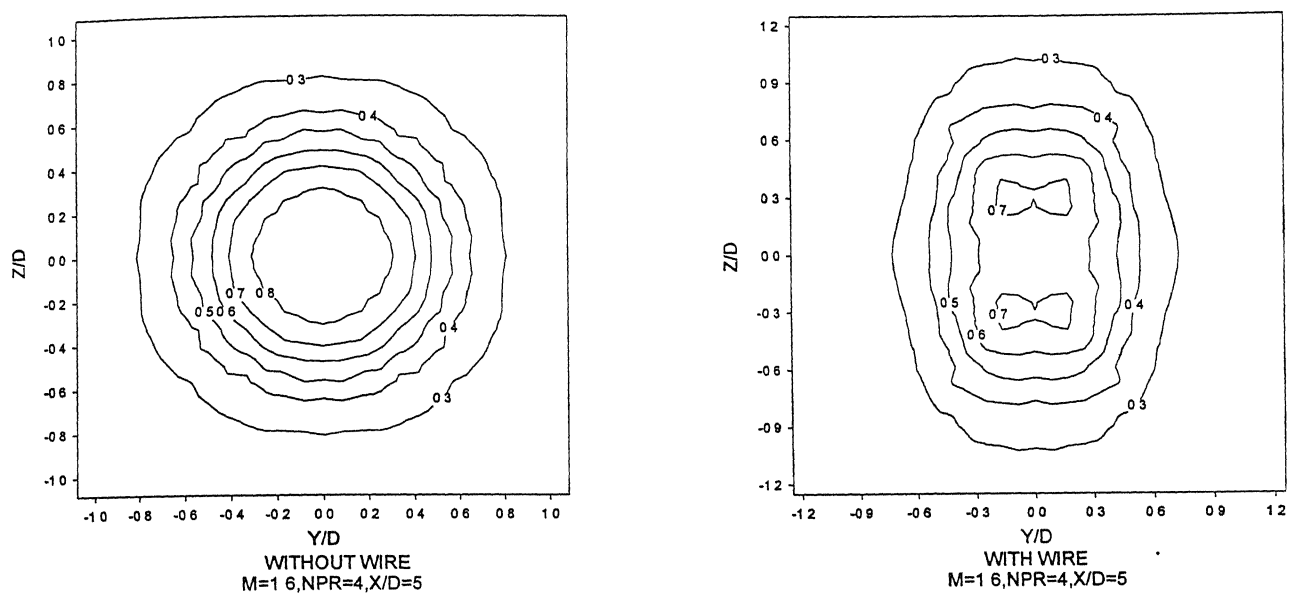 1 0
0 8
0 6
0 4
0 2
0 0
-0 2
-0 4
-0 6
-0 8
-1 0
Z/D
0 3
0 4
0 7 0 8
0 5 0 6
0 4
0 3
-1 0 -0 8 -0 6 -0 4 -0 2 0 0 0 2 0 4 0 6 0 8 1 0
Y/D
WITHOUT WIRE
M=1 6,NPR=4,X/D=5
1 2
0 9
0 6
0 3
0 0
-0 3
-0 6
-0 9
-1 2
Z/D
0 3
0 4
0 7
0 5
0 4
0 7
0 6
0 3
-1 2 -0 9 -0 6 -0 3 0 0 0 3 0 6 0 9 1 2
Y/D
WITH WIRE
M=1 6,NPR=4,X/D=5